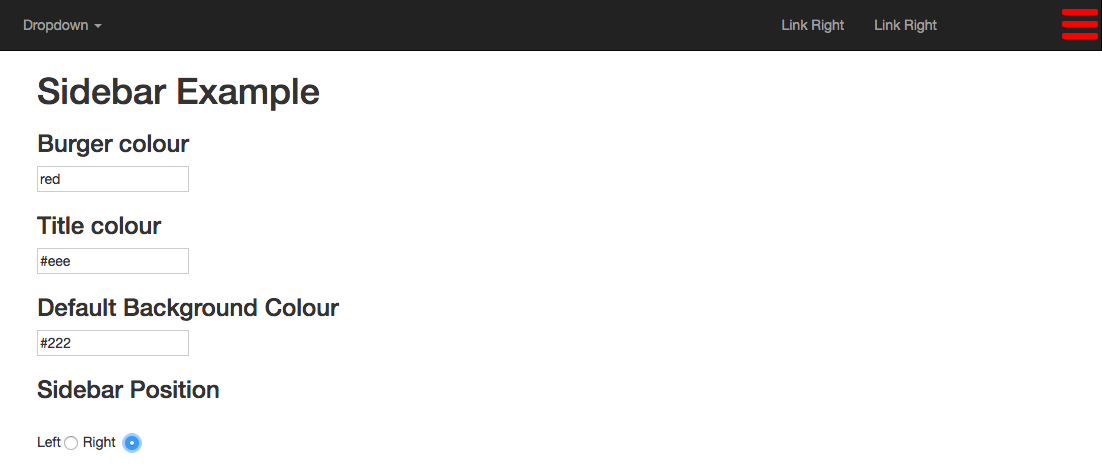 Dropdown Link Right Link Right
Sidebar Example
Burger colour
red
Title colour
#eee
Default Background Colour
#222
Sidebar Position
Left Right